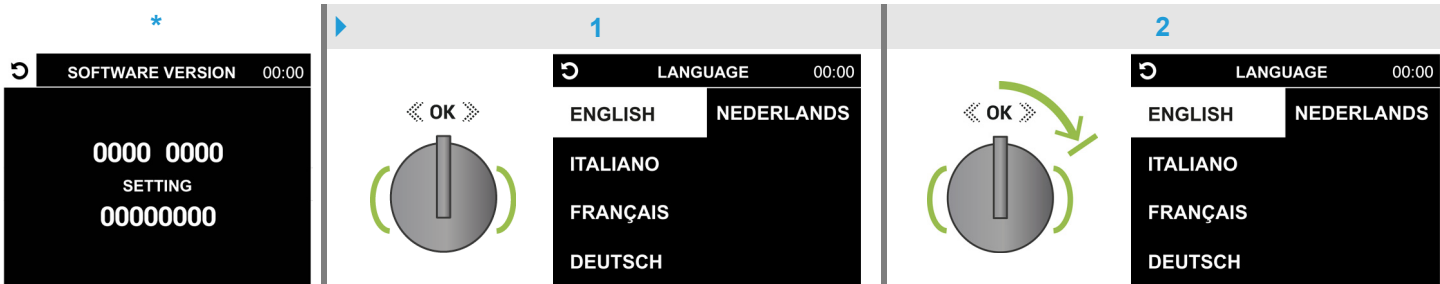 *
1
2
SOFTWARE VERSION 00:00
0000 0000
SETTING
00000000
OK
LANGUAGE 00:00
ENGLISH NEDERLANDS
ITALIANO
FRANÇAIS
DEUTSCH
OK
LANGUAGE 00:00
ENGLISH NEDERLANDS
ITALIANO
FRANÇAIS
DEUTSCH